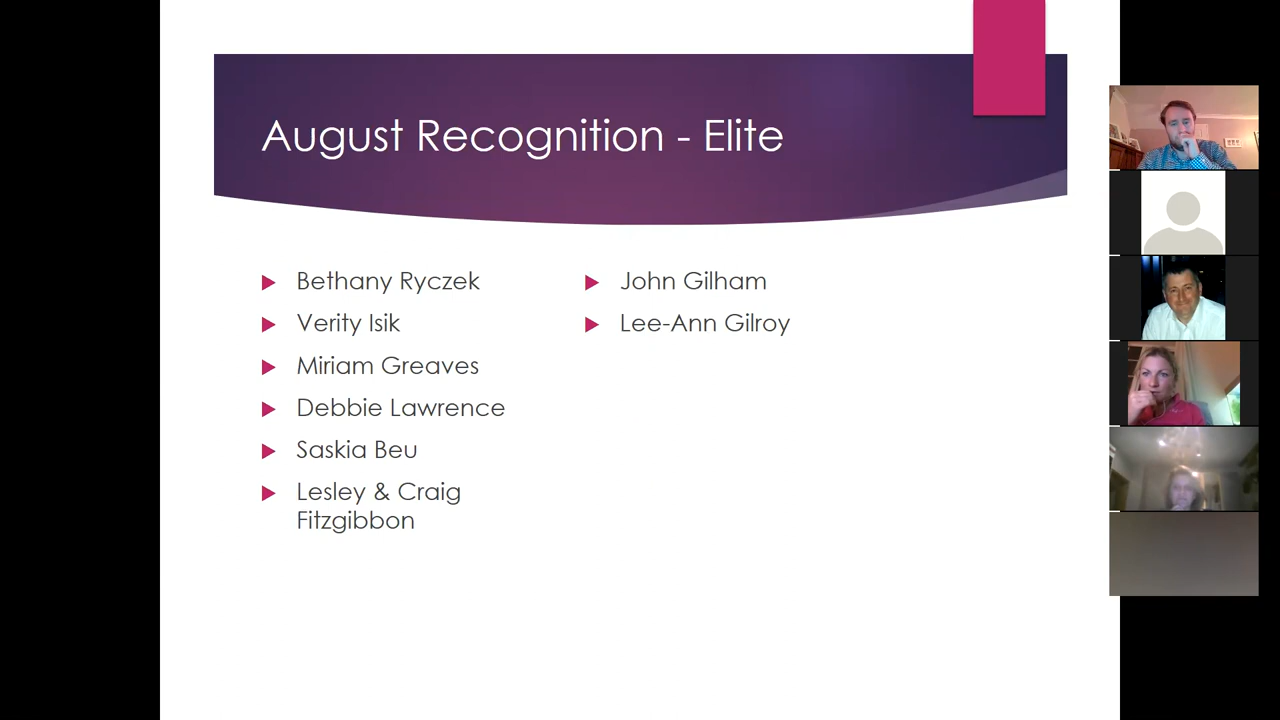 August Recognition - Elite
Bethany Ryczek
Verity Isik
Miriam Greaves
Debbie Lawrence
Saskia Beu
Lesley & Craig
Fitzgibbon
John Gilham
Lee-Ann Gilroy